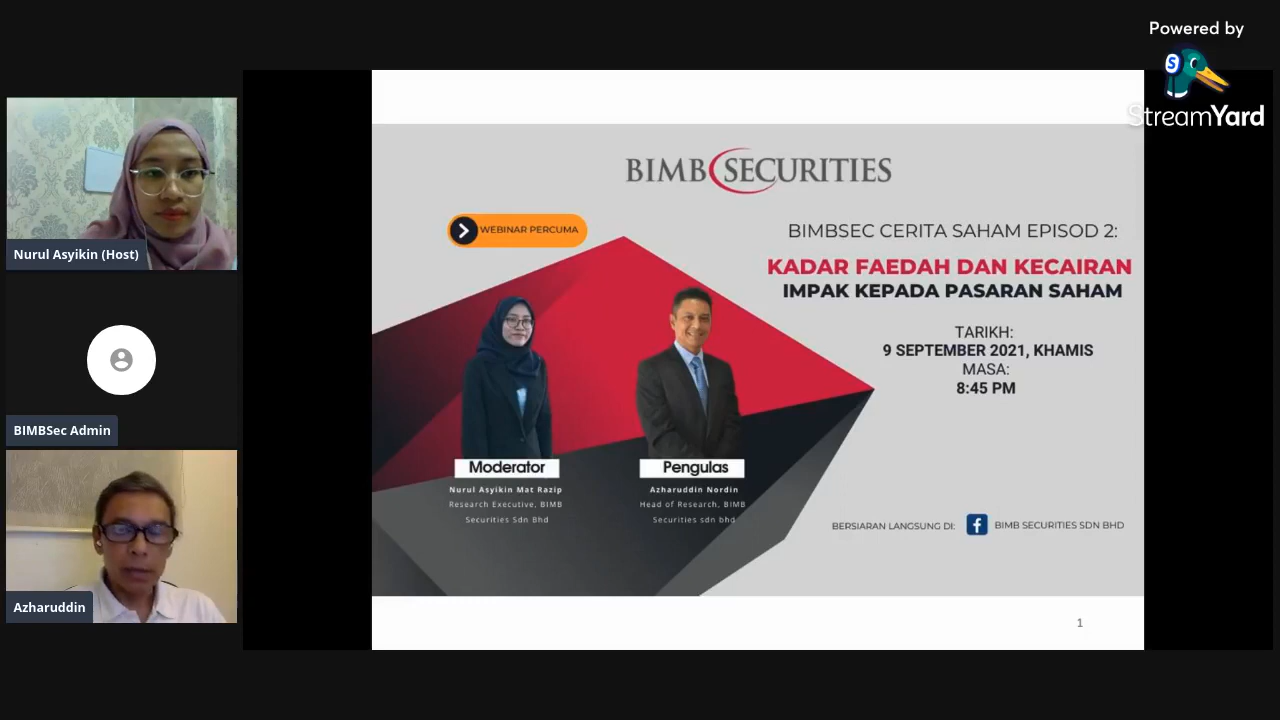 Powered by
S
StreamYard
Nurul Asyikin (Host)
BIMBSec Admin
Azharuddin
BIMB SECURITIES
WEBINAR PERCUMA
BIMBSEC CERITA SAHAM EPISOD 2:
KADAR FAEDAH DAN KECAIRAN
IMPAK KEPADA PASARAN SAHAM
TARIKH:
9 SEPTEMBER 2021, KHAMIS
MASA:
8:45 PM
Moderator
Nurul Asyikin Mat Razip
Research Executive, BIMB
Securities Sdn Bhd
Pengulas
Azharuddin Nordin
Head of Research, BIMB
Securities sdn bhd
BERSIARAN LANGSUNG DI: f BIMB SECURITIES SDN BHD
1